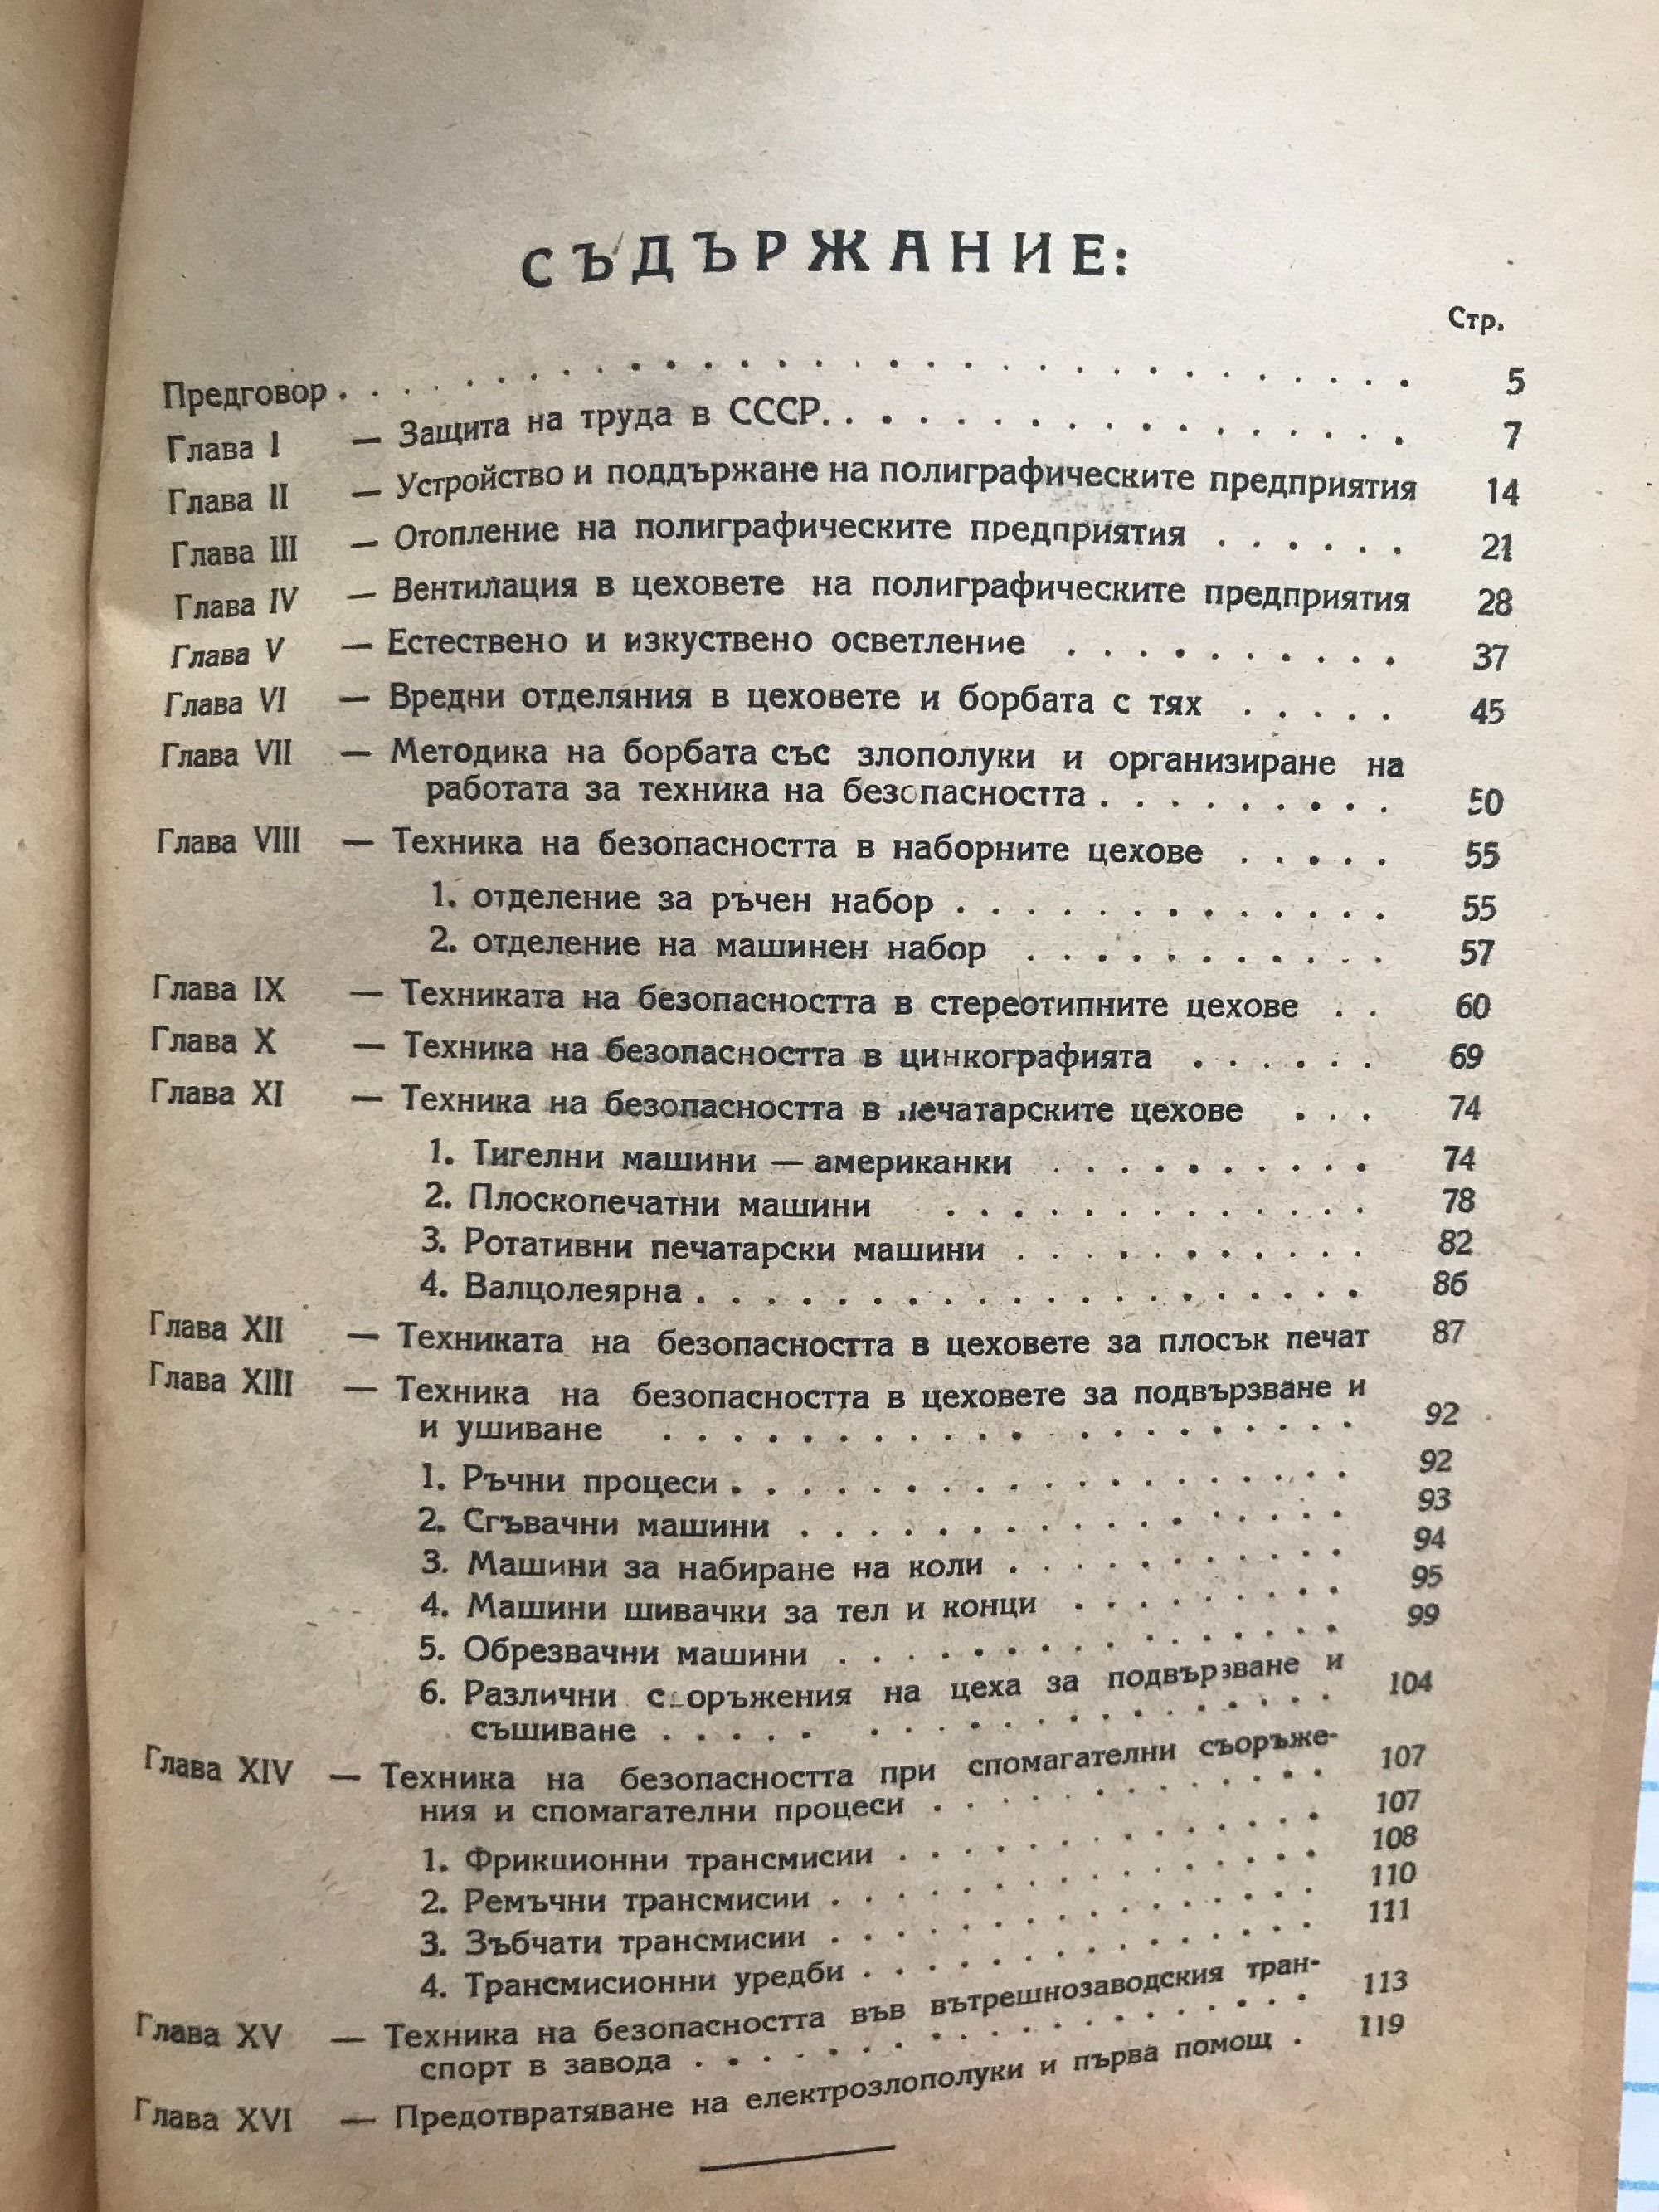 СЪДЪРЖАНИЕ:
Стр.
Предговор . . . . . . . . . . . . . . . . . . . . 5
Глава I — Защита на труда в СССР. . . . . . . . . . . . . . 7
Глава II — Устройство и поддържане на полиграфическите предприятия 14
Глава III — Отопление на полиграфическите предприятия . . . . . . 21
Глава IV — Вентилация в цеховете на полиграфическите предприятия 28
Глава V — Естествено и изкуствено осветление . . . . . . . . . . 37
Глава VI — Вредни отделяния в цеховете и борбата с тях . . . . . 45
Глава VII — Методика на борбата със злополуки и организиране на
работата за техника на безопасността . . . . . . . . . 50
Глава VIII — Техника на безопасността в наборните цехове . . . . . 55
1. отделение за ръчен набор . . . . . . . . . . . . . 55
2. отделение на машинен набор . . . . . . . . . . . 57
Глава IX — Техниката на безопасността в стереотипните цехове . . 60
Глава X — Техника на безопасността в цинкографията . . . . . . 69
Глава XI — Техника на безопасността в печатарските цехове . . . 74
1. Тигелни машини — американки . . . . . . . . . . 74
2. Плоскопечатни машини . . . . . . . . . . . . . 78
3. Ротативни печатарски машини . . . . . . . . . . . 82
4. Валцолеярна . . . . . . . . . . . . . . . . . . . 86
Глава XII — Техниката на безопасността в цеховете за плосък печат 87
Глава XIII — Техника на безопасността в цеховете за подвързване и
и ушиване . . . . . . . . . . . . . . . . . . . 92
1. Ръчни процеси . . . . . . . . . . . . . . . . . 92
2. Сгъвачни машини . . . . . . . . . . . . . . . . 93
3. Машини за набиране на коли . . . . . . . . . . 94
4. Машини шивачки за тел и конци . . . . . . . . 95
5. Обрезвачни машини . . . . . . . . . . . . . . . 99
6. Различни с оръжения на цеха за подвързване и
съшиване . . . . . . . . . . . . . . . . . 104
Глава XIV — Техника на безопасността при спомагателни съоръже-
ния и спомагателни процеси . . . . . . . . . . . 107
1. Фрикционни трансмисии . . . . . . . . . . . . . 107
2. Ремъчни трансмисии . . . . . . . . . . . . . . 108
3. Зъбчати трансмисии . . . . . . . . . . . . . . 110
4. Трансмисионни уредби . . . . . . . . . . . . . 111
Глава XV — Техника на безопасността във вътрешнозаводския тран-
спорт в завода . . . . . . . . . . . . . . . . 113
Глава XVI — Предотвратяване на електрозлополуки и първа помощ . 119